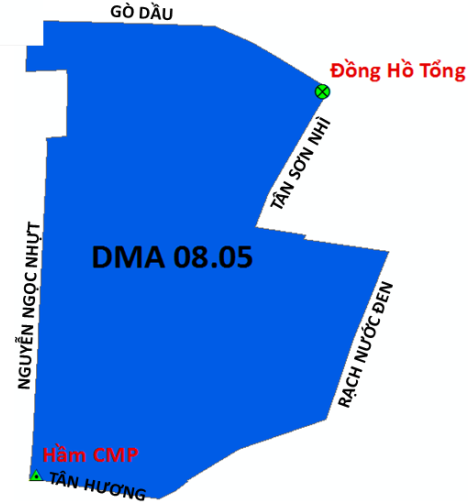 GÒ DẦU
Đồng Hồ Tổng
TÂN SƠN NHÌ
DMA 08.05
NGUYỄN NGỌC NHỰT
RẠCH NƯỚC ĐEN
Hầm CMP
TÂN HƯƠNG